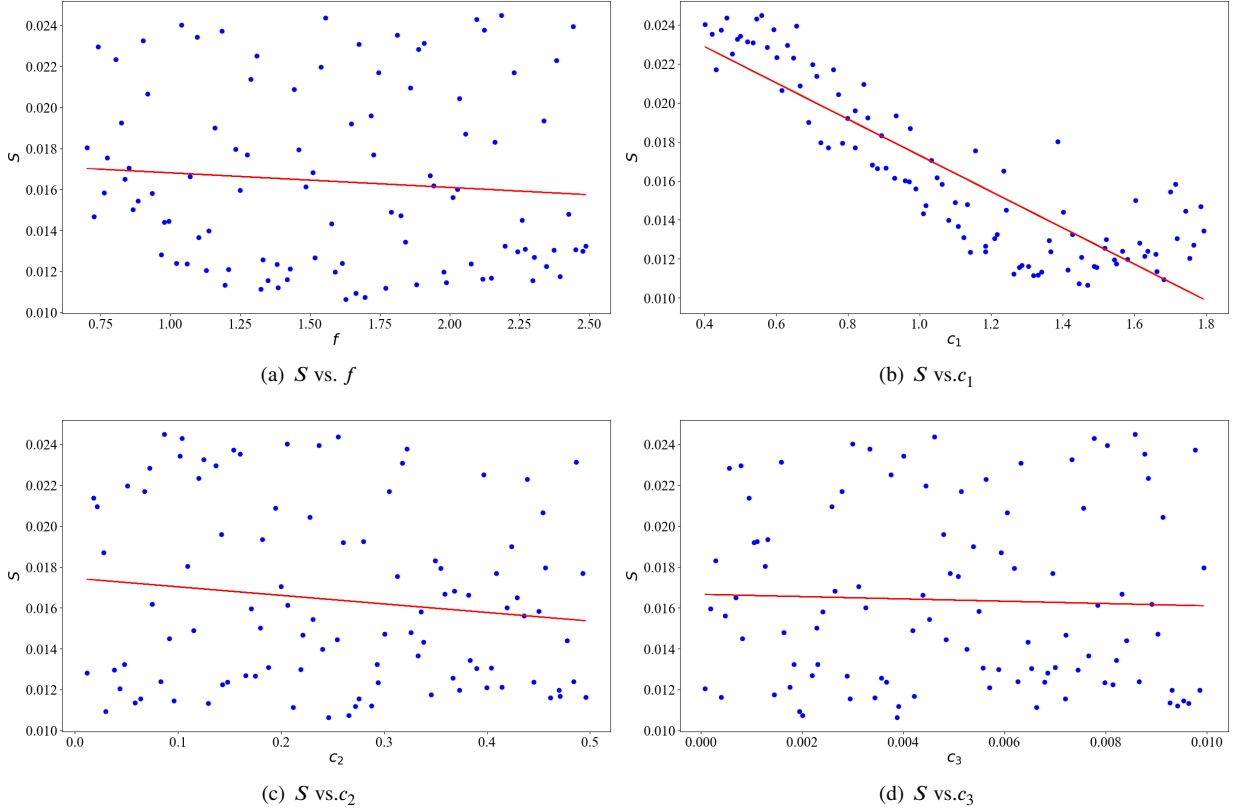 0.024
0.022
0.020
0.018
0.016
0.014
0.012
0.010
S
0.75 1.00 1.25 1.50 1.75 2.00 2.25 2.50
f
(a) S vs. f
0.024
0.022
0.020
0.018
0.016
0.014
0.012
0.010
S
0.4 0.6 0.8 1.0 1.2 1.4 1.6 1.8
c₁
(b) S vs.c₁
0.024
0.022
0.020
0.018
0.016
0.014
0.012
0.010
S
0.0 0.1 0.2 0.3 0.4 0.5
c₂
(c) S vs.c₂
0.024
0.022
0.020
0.018
0.016
0.014
0.012
0.010
S
0.000 0.002 0.004 0.006 0.008 0.010
c₃
(d) S vs.c₃